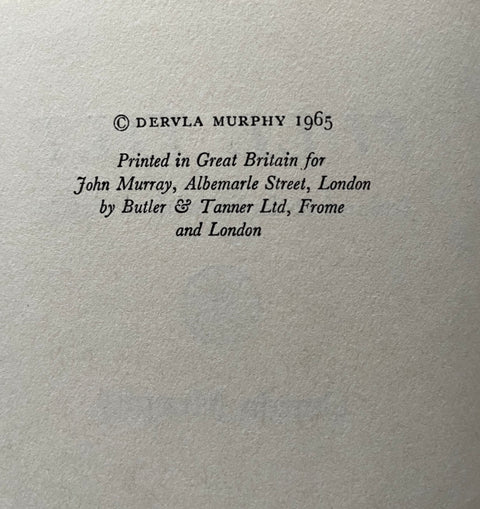 © DERVLA MURPHY 1965
Printed in Great Britain for
John Murray, Albemarle Street, London
by Butler & Tanner Ltd, Frome
and London